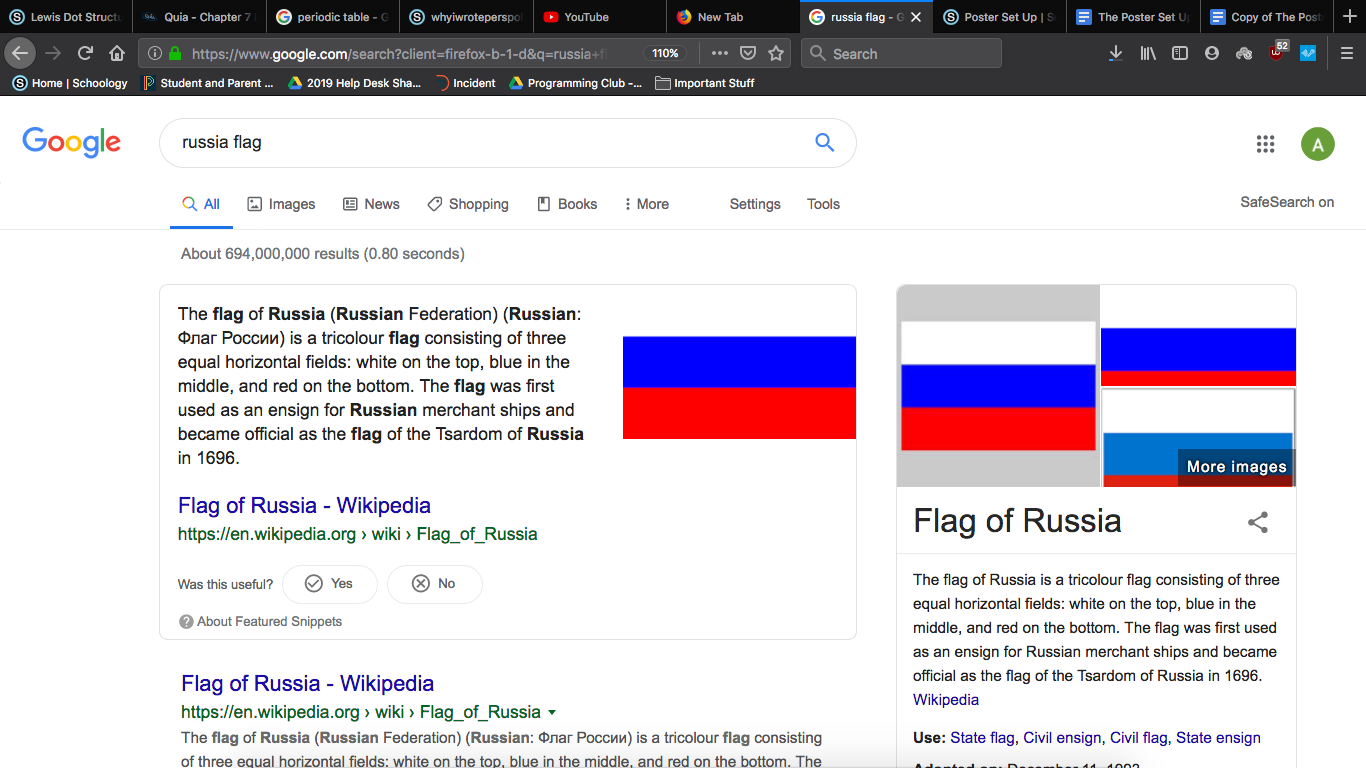 Lewis Dot Struct
Quia - Chapter 7
periodic table - G
whyiwroteperspol
YouTube
New Tab
russia flag - G
Poster Set Up | S
The Poster Set Up
Copy of The Post
https://www.google.com/search?client=firefox-b-1-d&q=russia+f
110%
Search
52
Home | Schoology
Student and Parent ...
2019 Help Desk Sha...
Incident
Programming Club -...
Important Stuff
Google
russia flag
A
All
Images
News
Shopping
Books
More
Settings
Tools
SafeSearch on
About 694,000,000 results (0.80 seconds)
The flag of Russia (Russian Federation) (Russian:
Флаг России) is a tricolour flag consisting of three
equal horizontal fields: white on the top, blue in the
middle, and red on the bottom. The flag was first
used as an ensign for Russian merchant ships and
became official as the flag of the Tsardom of Russia
in 1696.
Flag of Russia - Wikipedia
https://en.wikipedia.org › wiki › Flag_of_Russia
Was this useful?
Yes
No
About Featured Snippets
Flag of Russia - Wikipedia
https://en.wikipedia.org › wiki › Flag_of_Russia
The flag of Russia (Russian Federation) (Russian: Флаг России) is a tricolour flag consisting
of three equal horizontal fields: white on the top, blue in the middle, and red on the bottom. The
More images
Flag of Russia
The flag of Russia is a tricolour flag consisting of three
equal horizontal fields: white on the top, blue in the
middle, and red on the bottom. The flag was first used
as an ensign for Russian merchant ships and became
official as the flag of the Tsardom of Russia in 1696.
Wikipedia
Use: State flag, Civil ensign, Civil flag, State ensign
Adopted on: December 11, 1993